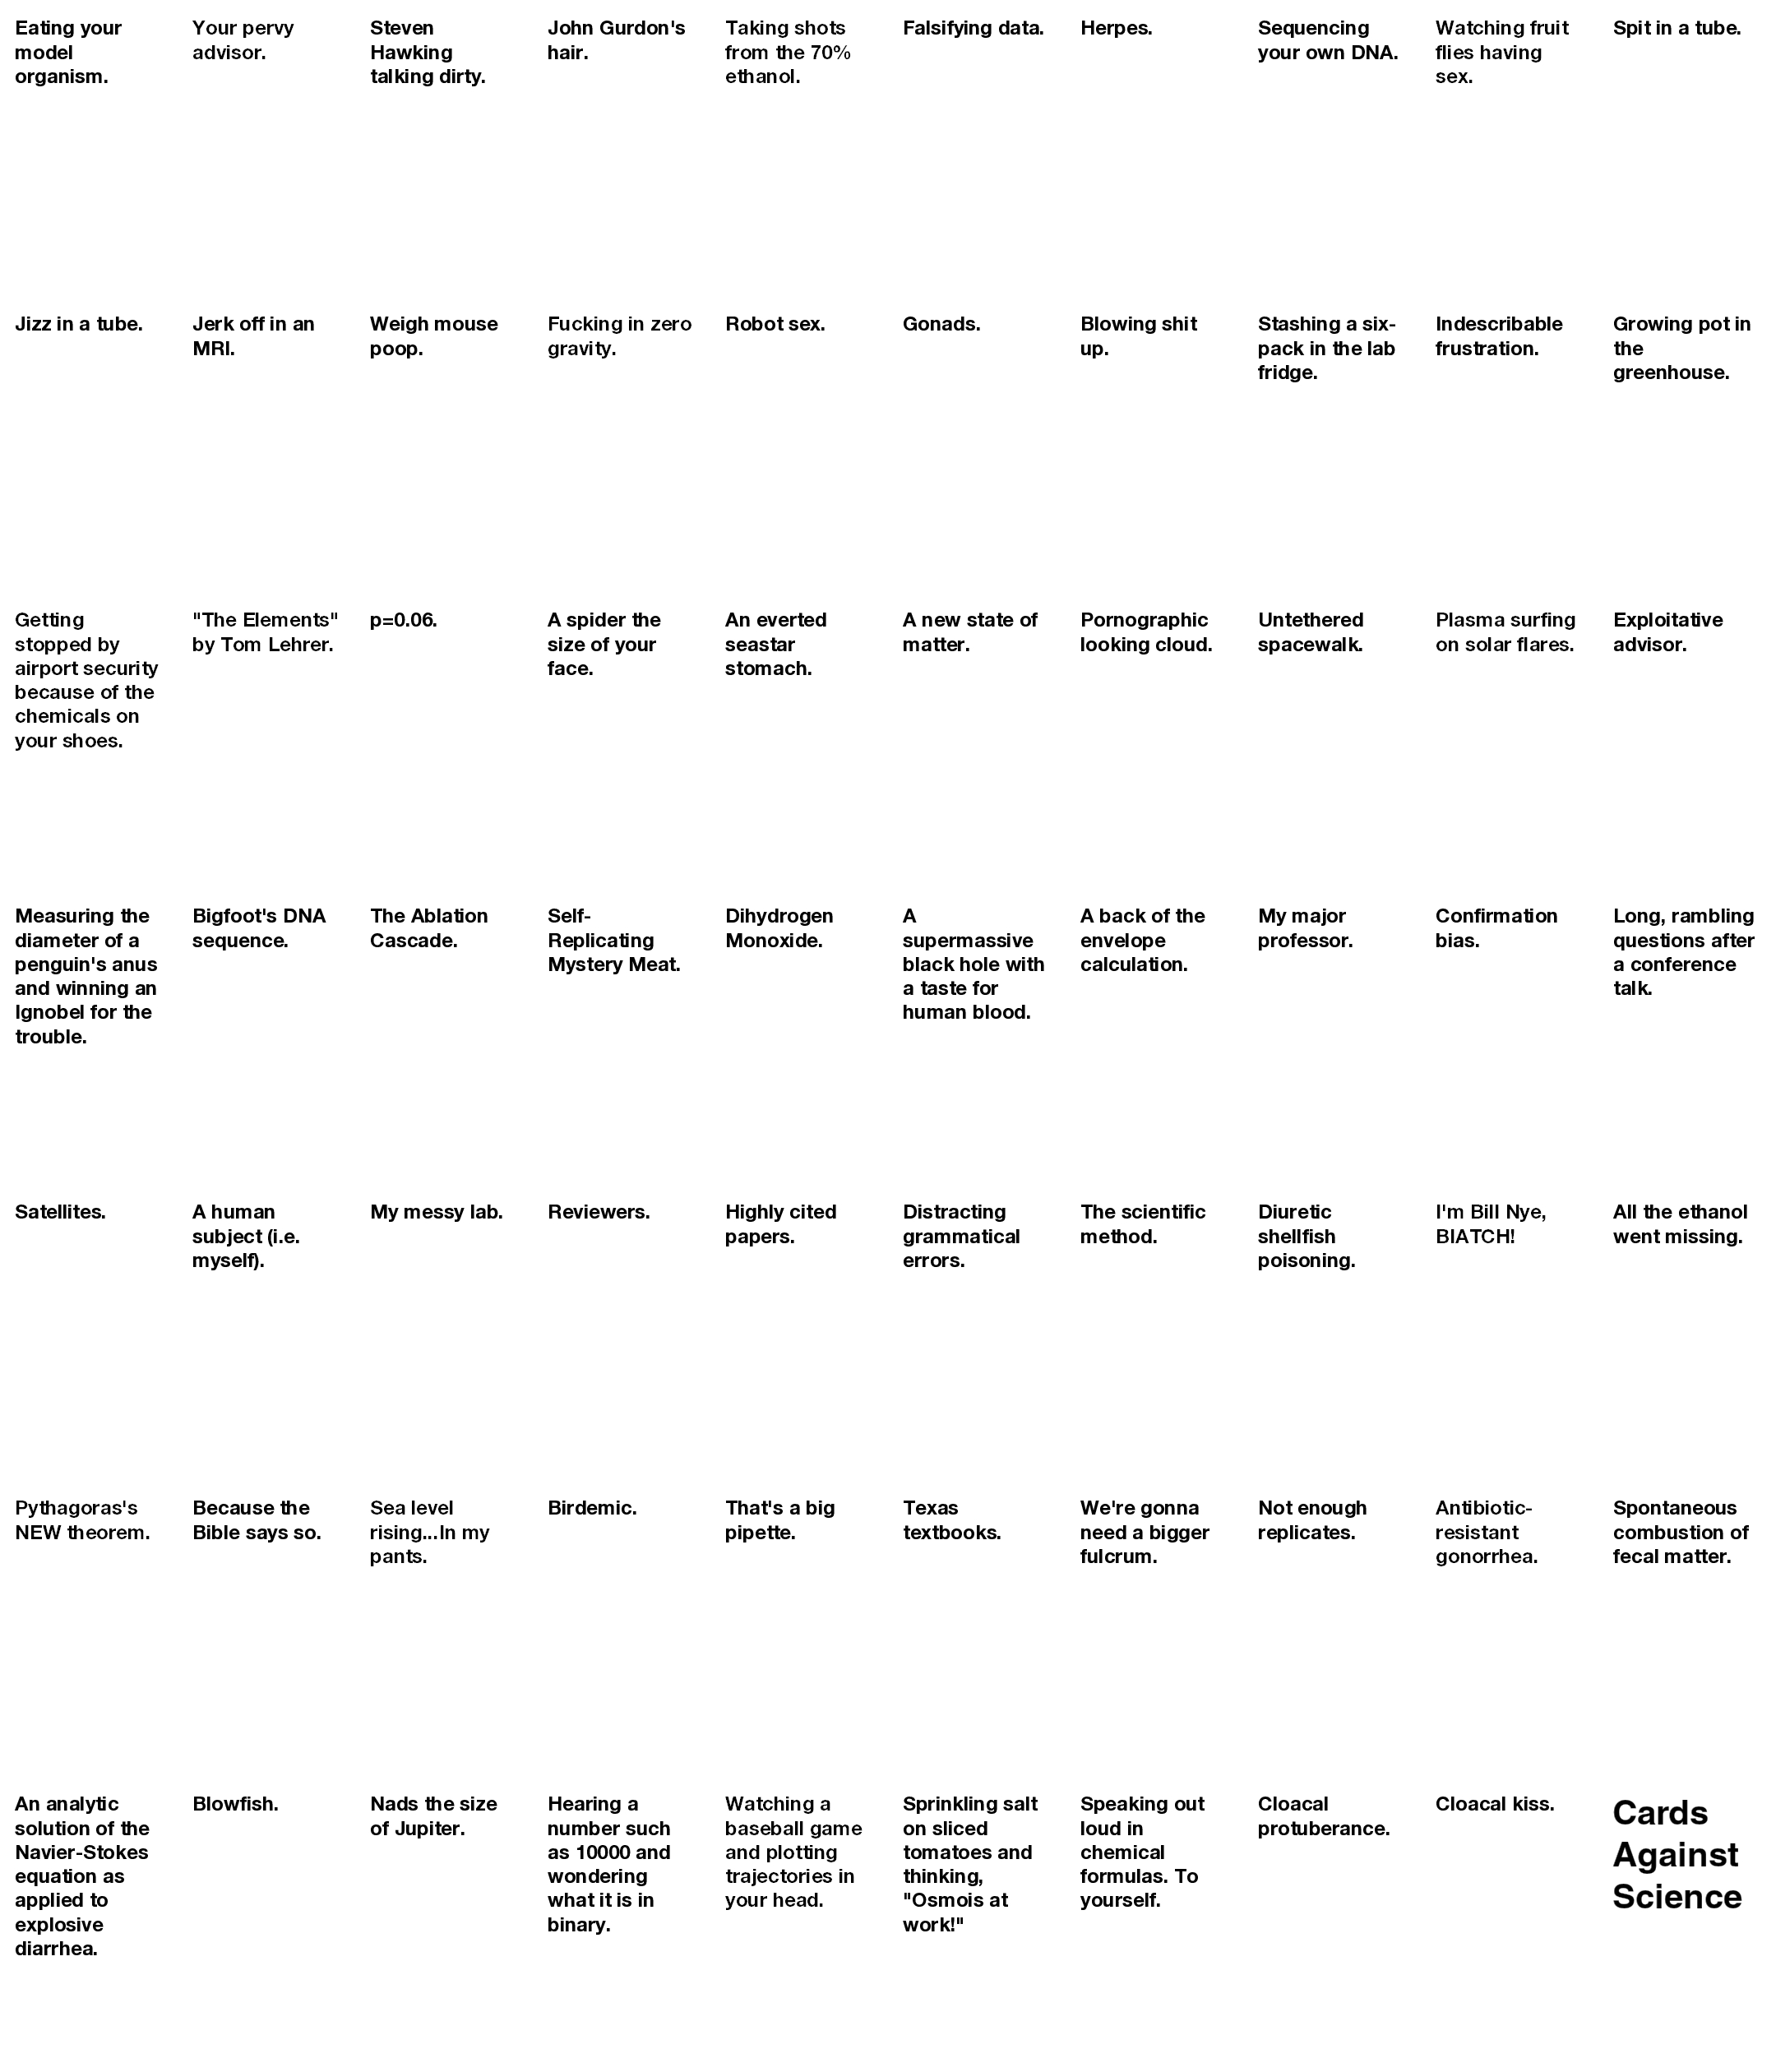 Eating your
model
organism.
Your pervy
advisor.
Steven
Hawking
talking dirty.
John Gurdon's
hair.
Taking shots
from the 70%
ethanol.
Falsifying data.
Herpes.
Sequencing
your own DNA.
Watching fruit
flies having
sex.
Spit in a tube.
Jizz in a tube.
Jerk off in an
MRI.
Weigh mouse
poop.
Fucking in zero
gravity.
Robot sex.
Gonads.
Blowing shit
up.
Stashing a six-
pack in the lab
fridge.
Indescribable
frustration.
Growing pot in
the
greenhouse.
Getting
stopped by
airport security
because of the
chemicals on
your shoes.
"The Elements"
by Tom Lehrer.
p=0.06.
A spider the
size of your
face.
An everted
seastar
stomach.
A new state of
matter.
Pornographic
looking cloud.
Untethered
spacewalk.
Plasma surfing
on solar flares.
Exploitative
advisor.
Measuring the
diameter of a
penguin's anus
and winning an
Ignobel for the
trouble.
Bigfoot's DNA
sequence.
The Ablation
Cascade.
Self-
Replicating
Mystery Meat.
Dihydrogen
Monoxide.
A
supermassive
black hole with
a taste for
human blood.
A back of the
envelope
calculation.
My major
professor.
Confirmation
bias.
Long, rambling
questions after
a conference
talk.
Satellites.
A human
subject (i.e.
myself).
My messy lab.
Reviewers.
Highly cited
papers.
Distracting
grammatical
errors.
The scientific
method.
Diuretic
shellfish
poisoning.
I'm Bill Nye,
BIATCH!
All the ethanol
went missing.
Pythagoras's
NEW theorem.
Because the
Bible says so.
Sea level
rising...In my
pants.
Birdemic.
That's a big
pipette.
Texas
textbooks.
We're gonna
need a bigger
fulcrum.
Not enough
replicates.
Antibiotic-
resistant
gonorrhea.
Spontaneous
combustion of
fecal matter.
An analytic
solution of the
Navier-Stokes
equation as
applied to
explosive
diarrhea.
Blowfish.
Nads the size
of Jupiter.
Hearing a
number such
as 10000 and
wondering
what it is in
binary.
Watching a
baseball game
and plotting
trajectories in
your head.
Sprinkling salt
on sliced
tomatoes and
thinking,
"Osmois at
work!"
Speaking out
loud in
chemical
formulas. To
yourself.
Cloacal
protuberance.
Cloacal kiss.
Cards
Against
Science